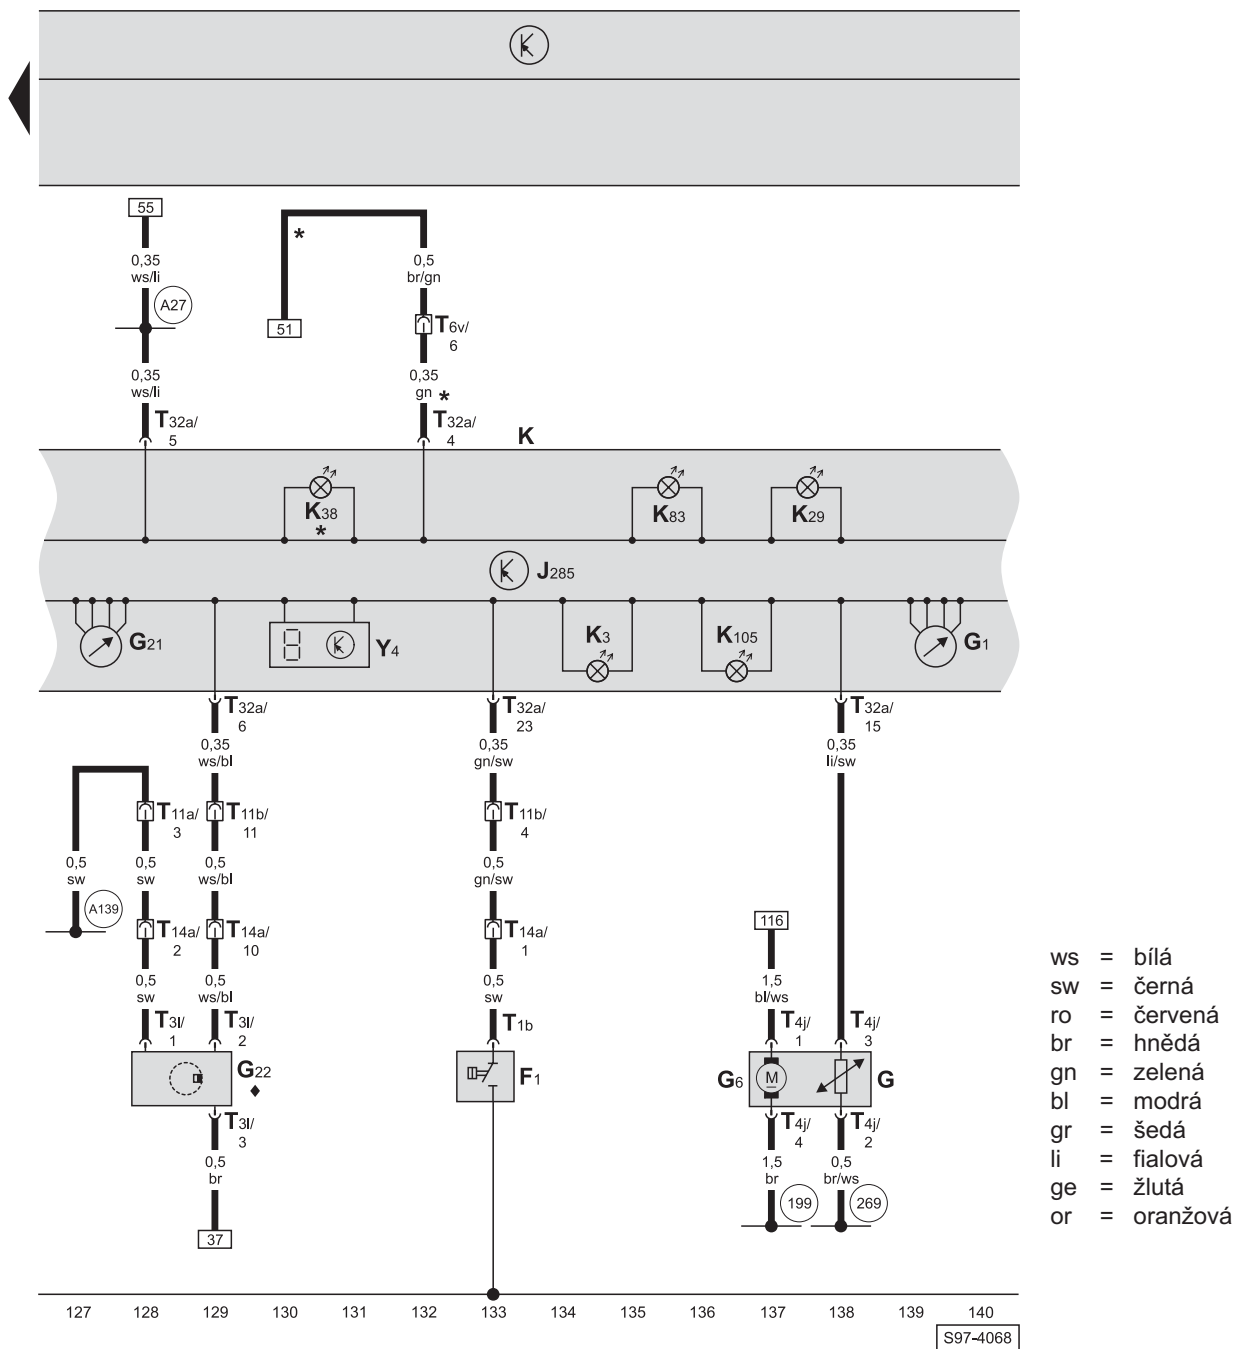 55
0,35
ws/li
A27
0,35
ws/li
T32a/
5
*
51
0,5
br/gn
T6v/
6
0,35
gn *
T32a/
4
K
K38
*
K83
K29
J285
G21
Y4
K3
K105
G1
T32a/
6
0,35
ws/bl
T32a/
23
0,35
gn/sw
T32a/
15
0,35
li/sw
T11a/
3
T11b/
11
T11b/
4
0,5
sw
0,5
sw
0,5
ws/bl
0,5
gn/sw
A139
T14a/
2
T14a/
10
T14a/
1
116
0,5
sw
0,5
ws/bl
0,5
sw
1,5
bl/ws
T3l/
1
T3l/
2
T1b
T4j/
1
T4j/
3
G22
♦
F1
G6
M
G
T3l/
3
T4j/
4
T4j/
2
0,5
br
1,5
br
0,5
br/ws
199
269
37
ws = bílá
sw = černá
ro = červená
br = hnědá
gn = zelená
bl = modrá
gr = šedá
li = fialová
ge = žlutá
or = oranžová
127 128 129 130 131 132 133 134 135 136 137 138 139 140
S97-4068